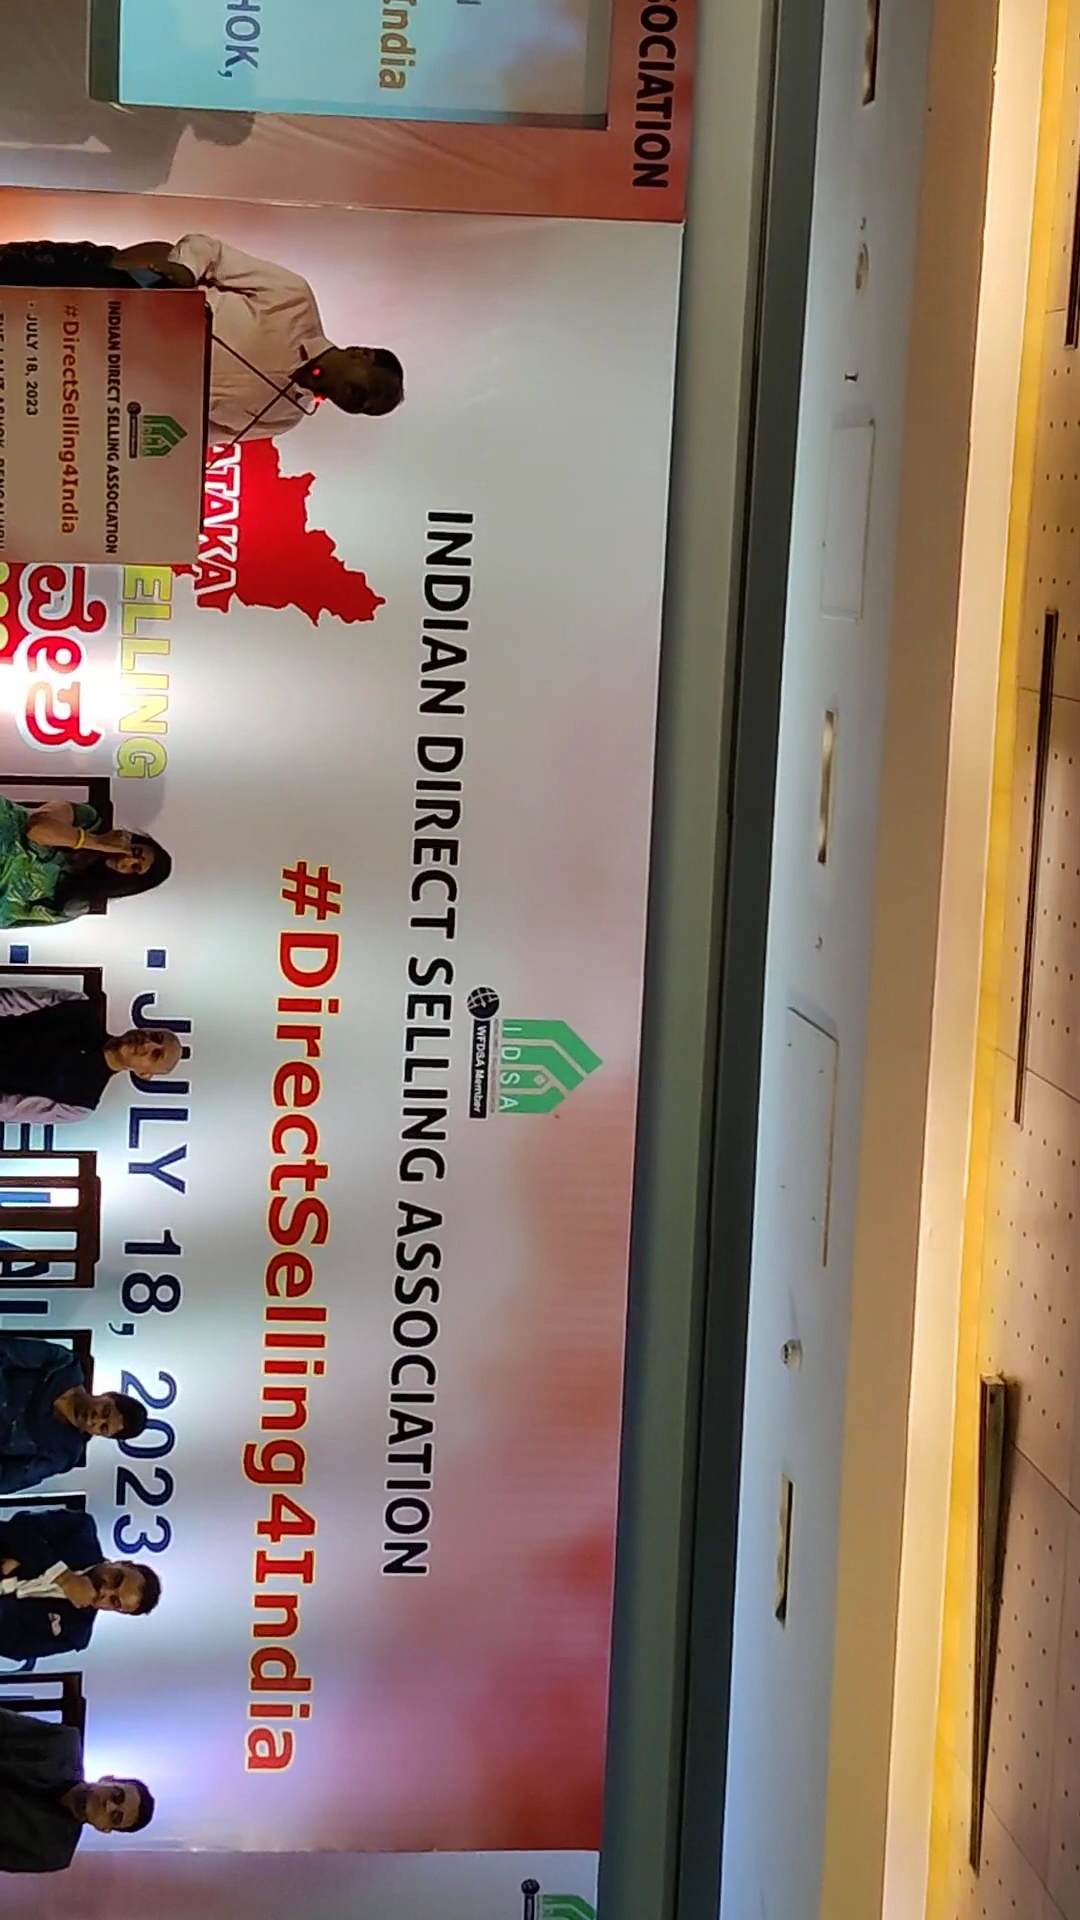 OCIATION
India
HOK,
IDSA
WFDSA Member
INDIAN DIRECT SELLING ASSOCIATION
#DirectSelling4India
ATAKA
ELLING
· JULY 18, 2023
INDIAN DIRECT SELLING ASSOCIATION
#DirectSelling4India
· JULY 18, 2023